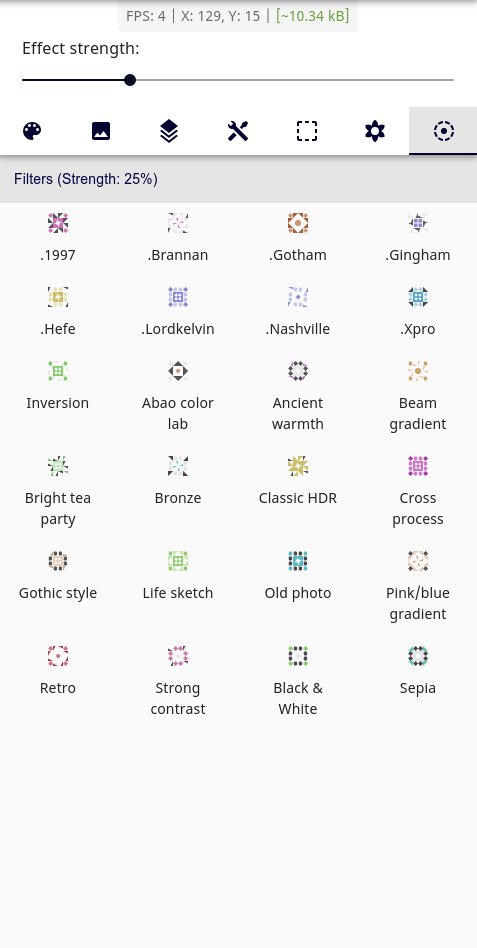 FPS: 4 | X: 129, Y: 15 | [~10.34 kB]
Effect strength:
Filters (Strength: 25%)
.1997 .Brannan .Gotham .Gingham
.Hefe .Lordkelvin .Nashville .Xpro
Inversion Abao color Ancient Beam
lab warmth gradient
Bright tea Bronze Classic HDR Cross
party process
Gothic style Life sketch Old photo Pink/blue
gradient
Retro Strong Black & Sepia
contrast White